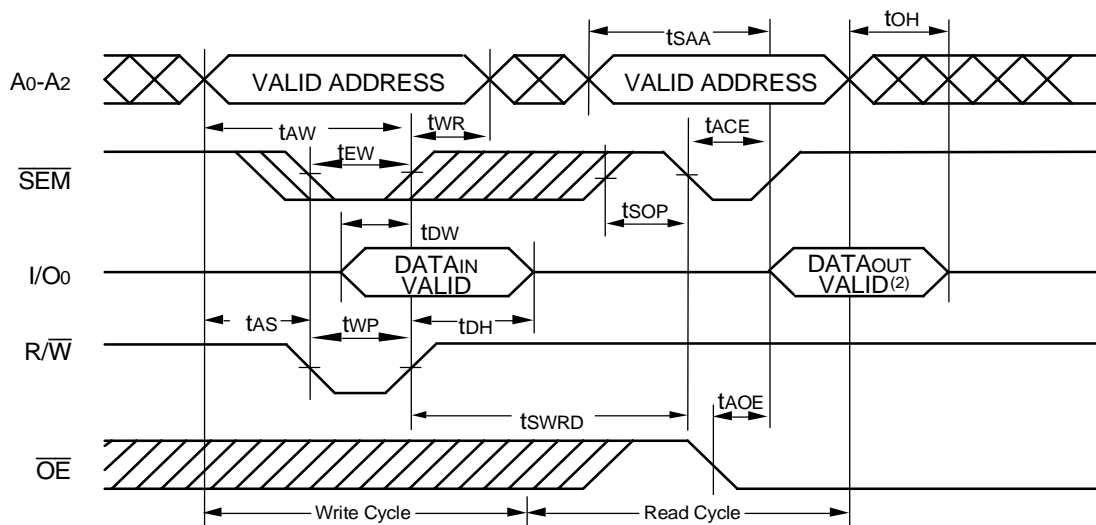 tSAA
tOH
A0-A2
VALID ADDRESS
VALID ADDRESS
tAW
tWR
tACE
tEW
SEM
tSOP
tDW
I/O0
DATAIN
VALID
DATAOUT
VALID(2)
tAS
tWP
tDH
R/W
tSWRD
tAOE
OE
Write Cycle
Read Cycle